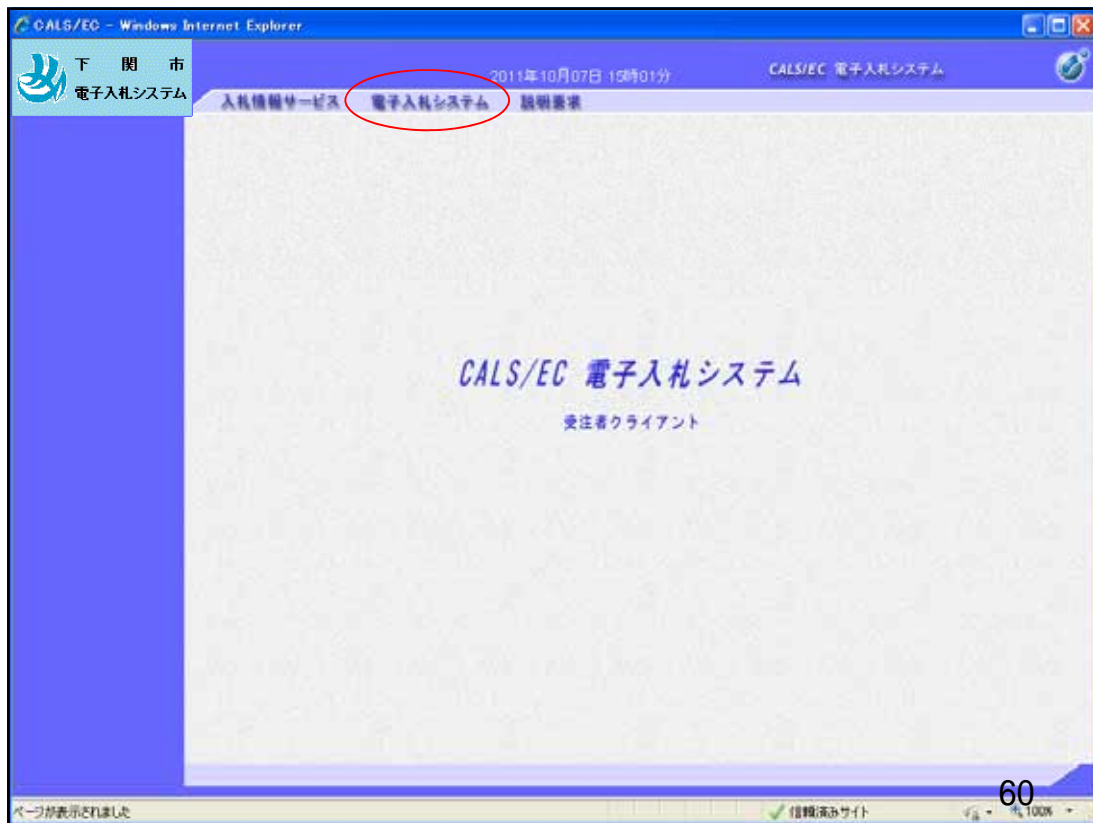 CALS/EC - Windows Internet Explorer
下 関 市
電子入札システム
2011年10月07日 15時01分
CALS/EC 電子入札システム
入札情報サービス 電子入札システム 説明要求
CALS/EC 電子入札システム
受注者クライアント
60
ページが表示されました
信頼済みサイト
100%